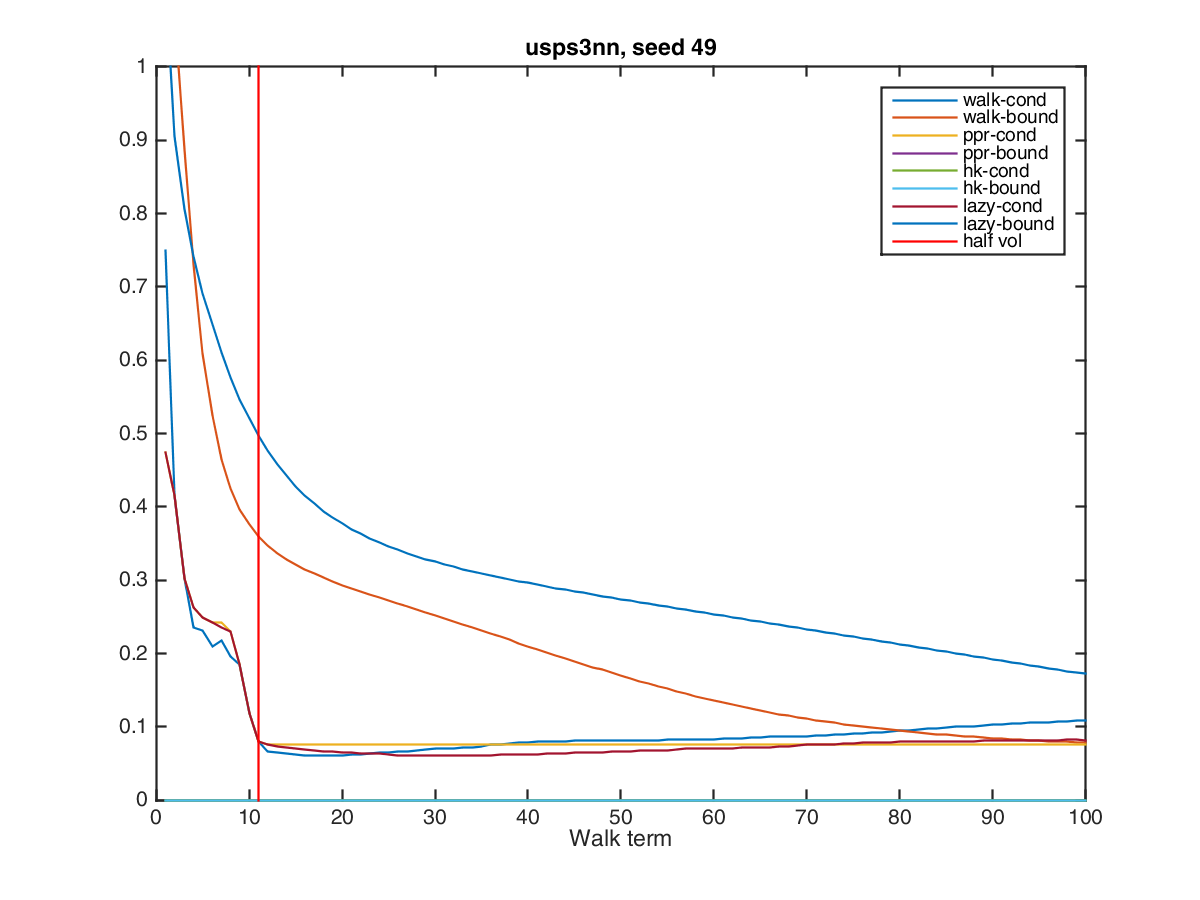 usps3nn, seed 49
1
0.9
0.8
0.7
0.6
0.5
0.4
0.3
0.2
0.1
0
walk-cond
walk-bound
ppr-cond
ppr-bound
hk-cond
hk-bound
lazy-cond
lazy-bound
half vol
0 10 20 30 40 50 60 70 80 90 100
Walk term